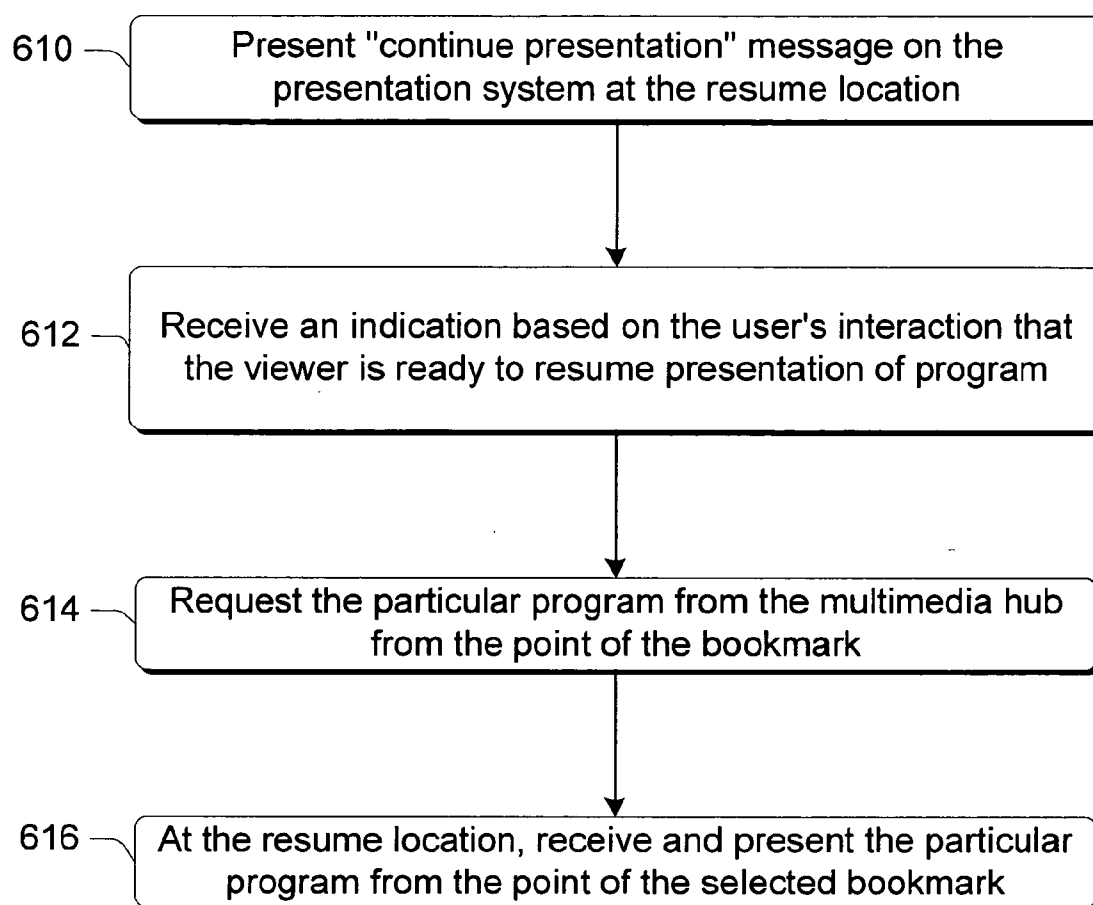 610
Present "continue presentation" message on the
presentation system at the resume location
612
Receive an indication based on the user's interaction that
the viewer is ready to resume presentation of program
614
Request the particular program from the multimedia hub
from the point of the bookmark
616
At the resume location, receive and present the particular
program from the point of the selected bookmark